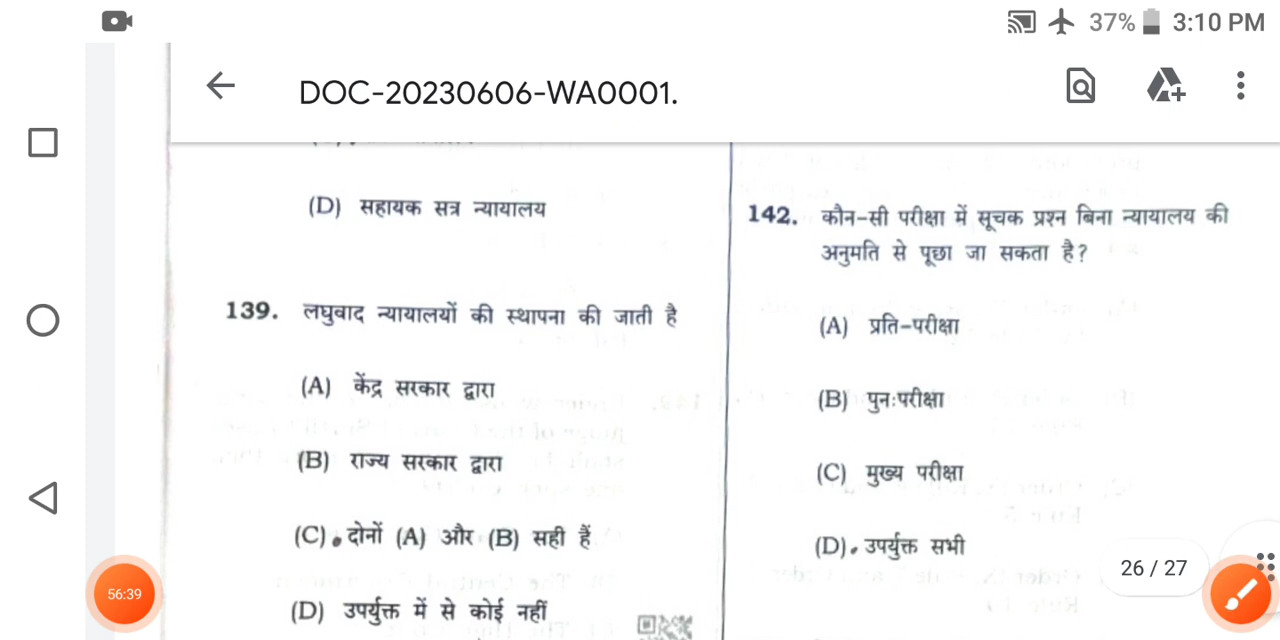 37% 3:10 PM
DOC-20230606-WA0001.
(D) सहायक सत्र न्यायालय
139. लघुवाद न्यायालयों की स्थापना की जाती है
(A) केंद्र सरकार द्वारा
(B) राज्य सरकार द्वारा
(C) दोनों (A) और (B) सही हैं
(D) उपर्युक्त में से कोई नहीं
142. कौन-सी परीक्षा में सूचक प्रश्न बिना न्यायालय की
अनुमति से पूछा जा सकता है?
(A) प्रति-परीक्षा
(B) पुनःपरीक्षा
(C) मुख्य परीक्षा
(D) उपर्युक्त सभी
26 / 27
56:39